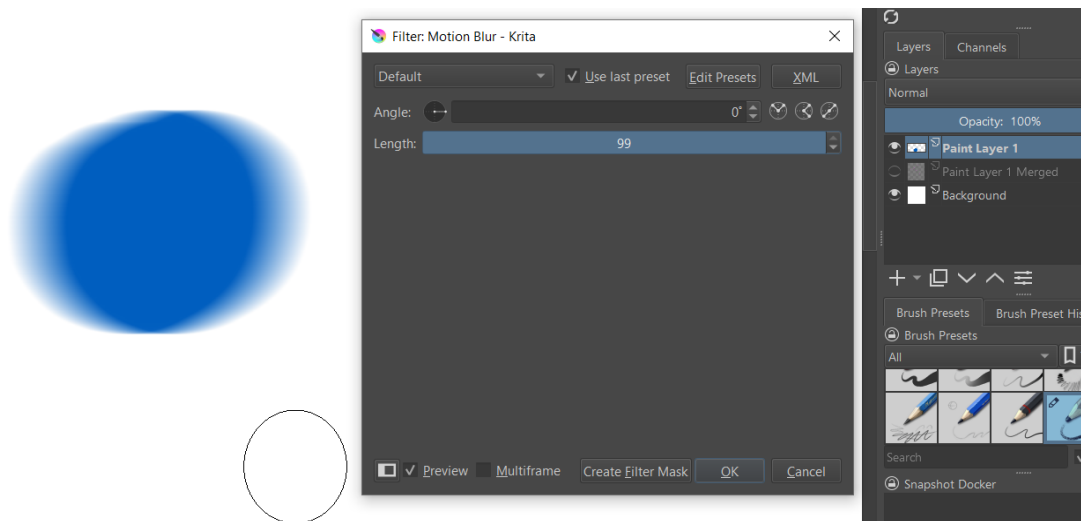 Filter: Motion Blur - Krita
Default
Use last preset
Edit Presets
XML
Angle:
0°
Length:
99
Preview
Multiframe
Create Filter Mask
OK
Cancel
Layers
Channels
Layers
Normal
Opacity: 100%
Paint Layer 1
Paint Layer 1 Merged
Background
Brush Presets
Brush Preset His
Brush Presets
All
Search
Snapshot Docker